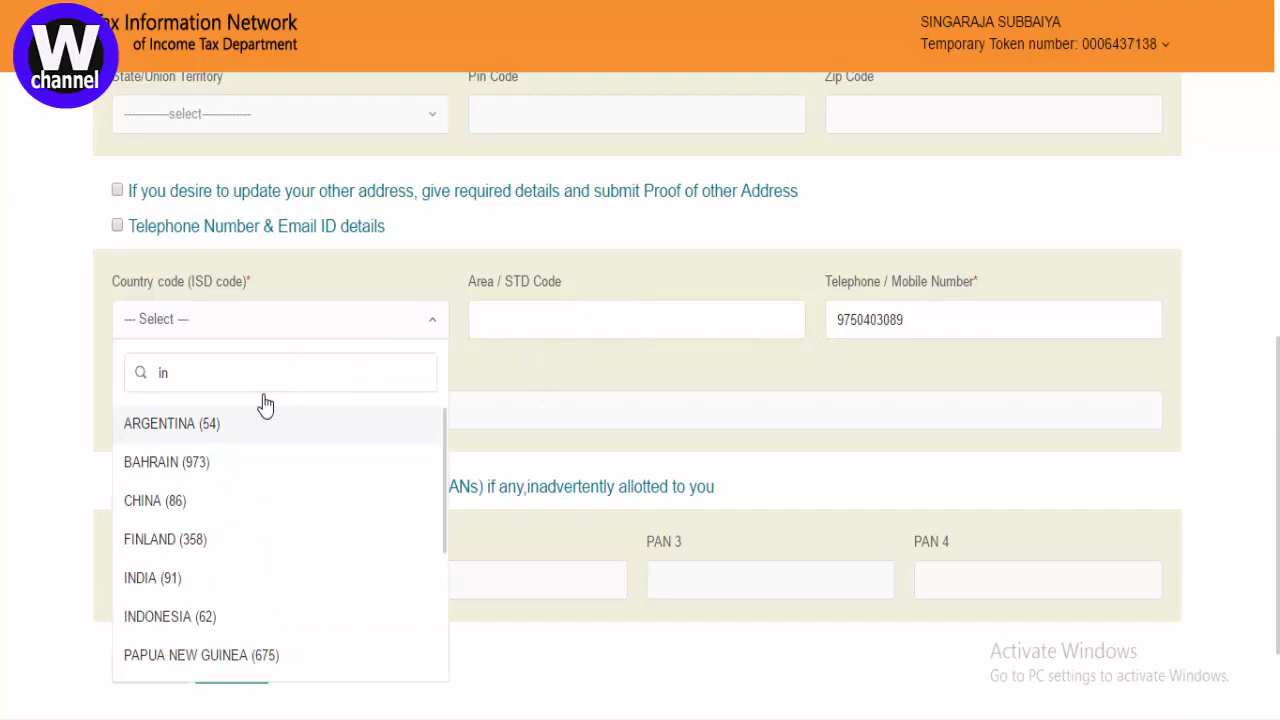 Tax Information Network
of Income Tax Department
W
channel
SINGARAJA SUBBAIYA
Temporary Token number: 0006437138
State/Union Territory
Pin Code
Zip Code
------------select------------
If you desire to update your other address, give required details and submit Proof of other Address
Telephone Number & Email ID details
Country code (ISD code)*
Area / STD Code
Telephone / Mobile Number*
--- Select ---
9750403089
in
ARGENTINA (54)
BAHRAIN (973)
CHINA (86)
FINLAND (358)
INDIA (91)
INDONESIA (62)
PAPUA NEW GUINEA (675)
ANs) if any,inadvertently allotted to you
PAN 3
PAN 4
Activate Windows
Go to PC settings to activate Windows.